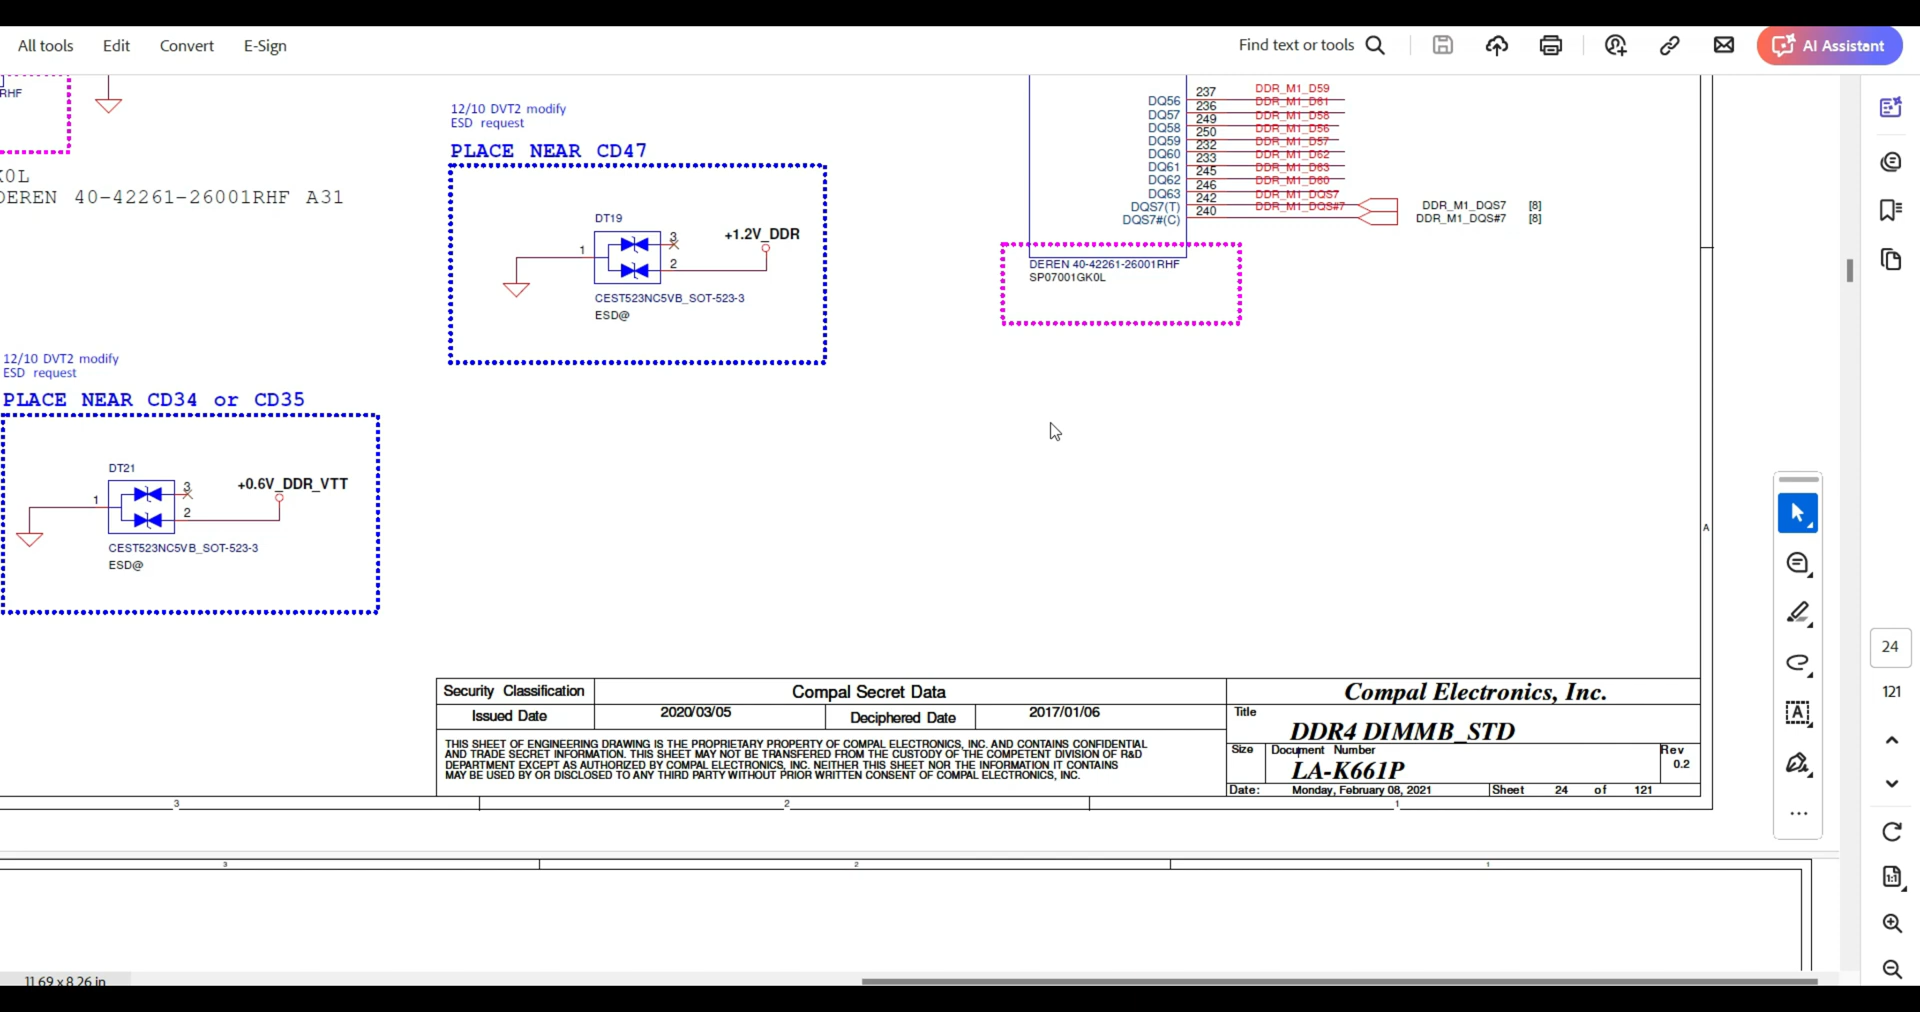 All tools Edit Convert E-Sign
Find text or tools
AI Assistant
RHF
K0L
DEREN 40-42261-26001RHF A31
12/10 DVT2 modify
ESD request
PLACE NEAR CD47
DT19
+1.2V_DDR
1
3
2
CEST523NC5VB_SOT-523-3
ESD@
12/10 DVT2 modify
ESD request
PLACE NEAR CD34 or CD35
DT21
+0.6V_DDR_VTT
1
3
2
CEST523NC5VB_SOT-523-3
ESD@
DQ56 237 DDR_M1_D59
DQ57 236 DDR_M1_D61
DQ58 249 DDR_M1_D58
DQ59 250 DDR_M1_D56
DQ60 232 DDR_M1_D57
DQ61 233 DDR_M1_D62
DQ62 245 DDR_M1_D63
DQ63 246 DDR_M1_D60
DQS7(T) 242 DDR_M1_DQS7 DDR_M1_DQS7 [8]
DQS7#(C) 240 DDR_M1_DQS#7 DDR_M1_DQS#7 [8]
DEREN 40-42261-26001RHF
SP07001GK0L
A
Security Classification Compal Secret Data
Issued Date 2020/03/05 Deciphered Date 2017/01/06
THIS SHEET OF ENGINEERING DRAWING IS THE PROPRIETARY PROPERTY OF COMPAL ELECTRONICS, INC. AND CONTAINS CONFIDENTIAL
AND TRADE SECRET INFORMATION. THIS SHEET MAY NOT BE TRANSFERED FROM THE CUSTODY OF THE COMPETENT DIVISION OF R&D
DEPARTMENT EXCEPT AS AUTHORIZED BY COMPAL ELECTRONICS, INC. NEITHER THIS SHEET NOR THE INFORMATION IT CONTAINS
MAY BE USED BY OR DISCLOSED TO ANY THIRD PARTY WITHOUT PRIOR WRITTEN CONSENT OF COMPAL ELECTRONICS, INC.
Compal Electronics, Inc.
Title
DDR4 DIMMB_STD
Size Document Number Rev
LA-K661P 0.2
Date: Monday, February 08, 2021 Sheet 24 of 121
3 2 1
3 2 1
24
121
1:1
11.69 x 8.26 in